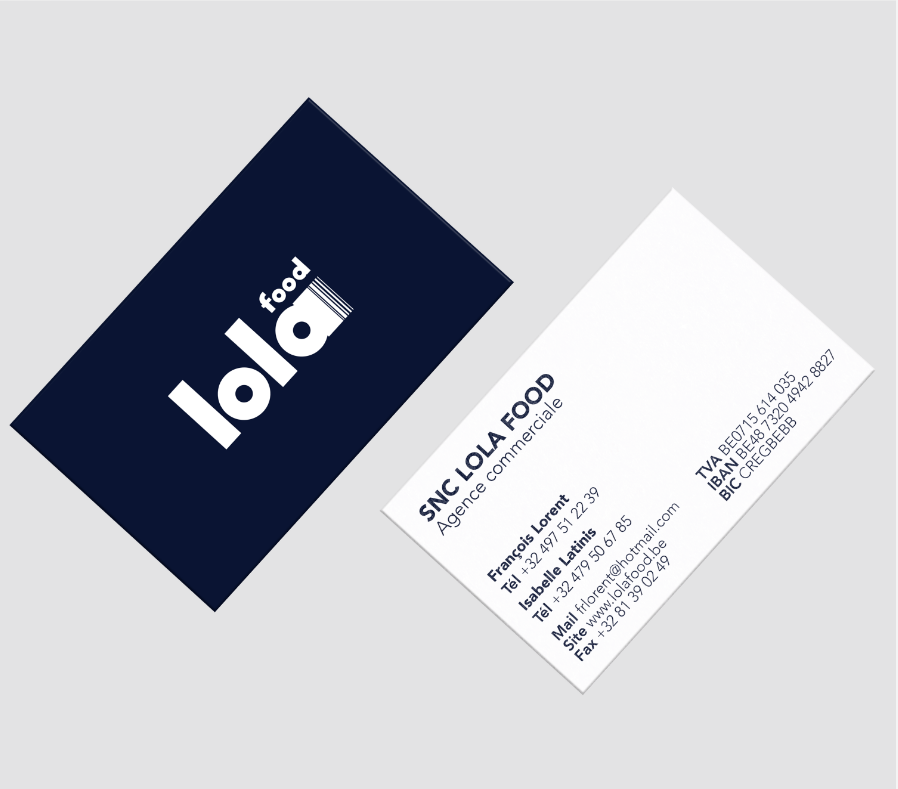 food
lola
SNC LOLA FOOD
Agence commerciale
François Lorent
Tél +32 497 51 22 39
Isabelle Latinis
Tél +32 479 50 67 85
Mail frlorent@hotmail.com
Site www.lolafood.be
Fax +32 81 39 02 49
TVA BE0715 614 035
IBAN BE48 7320 4942 8827
BIC CREGBEBB